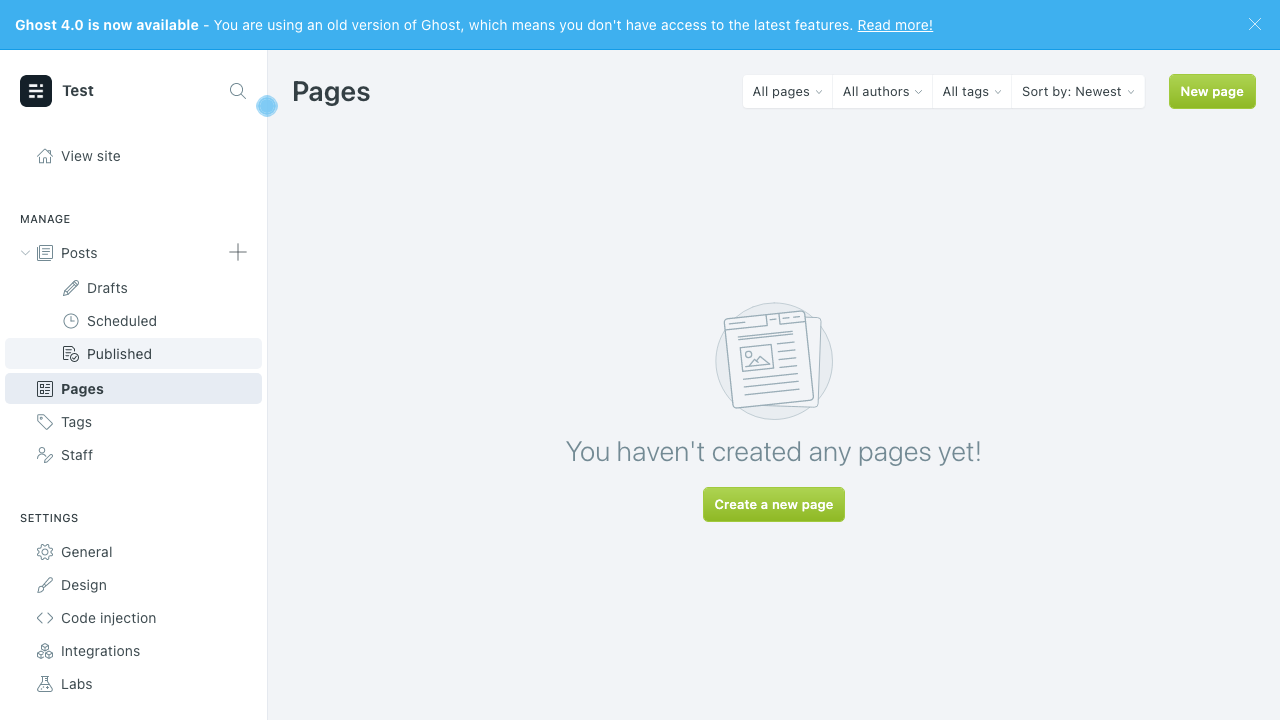 Ghost 4.0 is now available - You are using an old version of Ghost, which means you don't have access to the latest features. Read more!
Test
Pages
All pages
All authors
All tags
Sort by: Newest
New page
View site
MANAGE
Posts
Drafts
Scheduled
Published
Pages
Tags
Staff
You haven't created any pages yet!
Create a new page
SETTINGS
General
Design
Code injection
Integrations
Labs